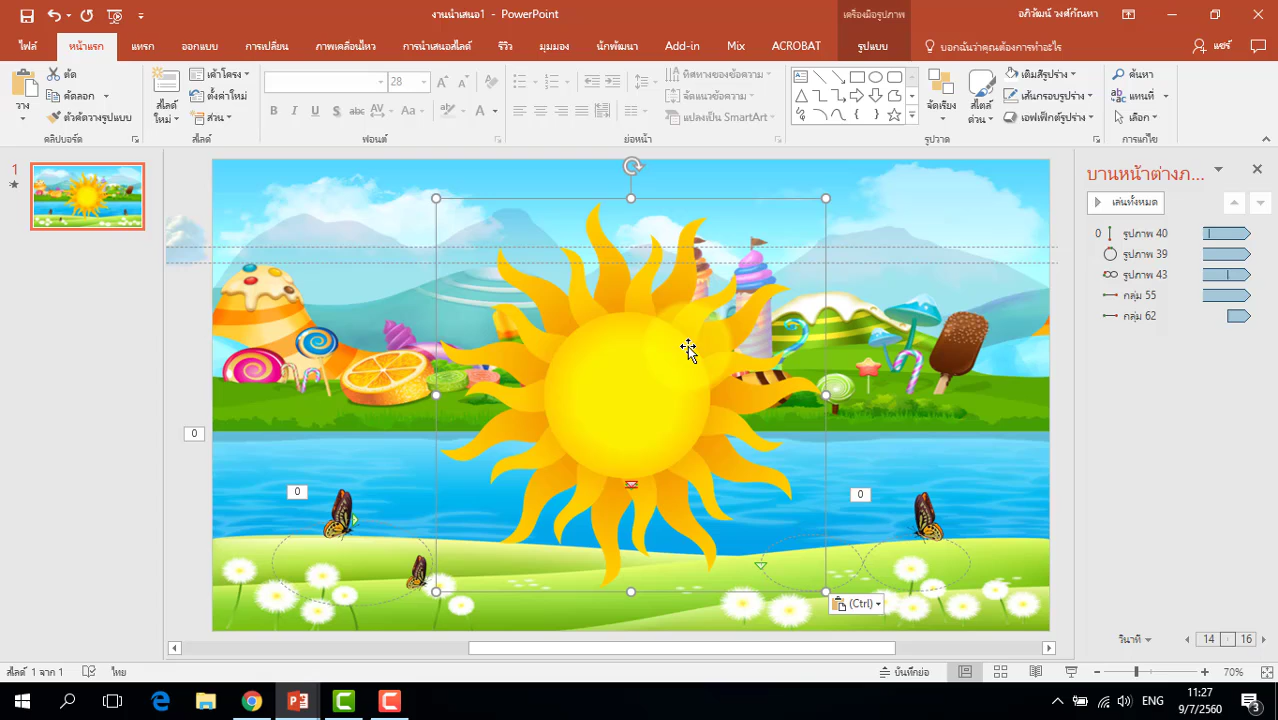 งานนำเสนอ1 - PowerPoint
เครื่องมือรูปภาพ
อภิวัฒน์ วงศ์กัณหา
ไฟล์
หน้าแรก
แทรก
ออกแบบ
การเปลี่ยน
ภาพเคลื่อนไหว
การนำเสนอสไลด์
รีวิว
มุมมอง
นักพัฒนา
Add-in
Mix
ACROBAT
รูปแบบ
บอกฉันว่าคุณต้องการทำอะไร
แชร์
วาง
ตัด
คัดลอก
ตัวคัดวางรูปแบบ
คลิปบอร์ด
สไลด์ใหม่
เค้าโครง
ตั้งค่าใหม่
ส่วน
สไลด์
28
B I U S abc AV Aa A
ฟอนต์
ทิศทางของข้อความ
จัดแนวข้อความ
แปลงเป็น SmartArt
ย่อหน้า
จัดเรียง
สไตล์ด่วน
เติมสีรูปร่าง
เส้นกรอบรูปร่าง
เอฟเฟ็กต์รูปร่าง
รูปวาด
ค้นหา
แทนที่
เลือก
การแก้ไข
1
บานหน้าต่างภ...
เล่นทั้งหมด
0 รูปภาพ 40
รูปภาพ 39
รูปภาพ 43
กลุ่ม 55
กลุ่ม 62
0
0
0
(Ctrl)
วินาที
14
16
สไลด์ 1 จาก 1
ไทย
บันทึกย่อ
70%
ENG
11:27
9/7/2560
3